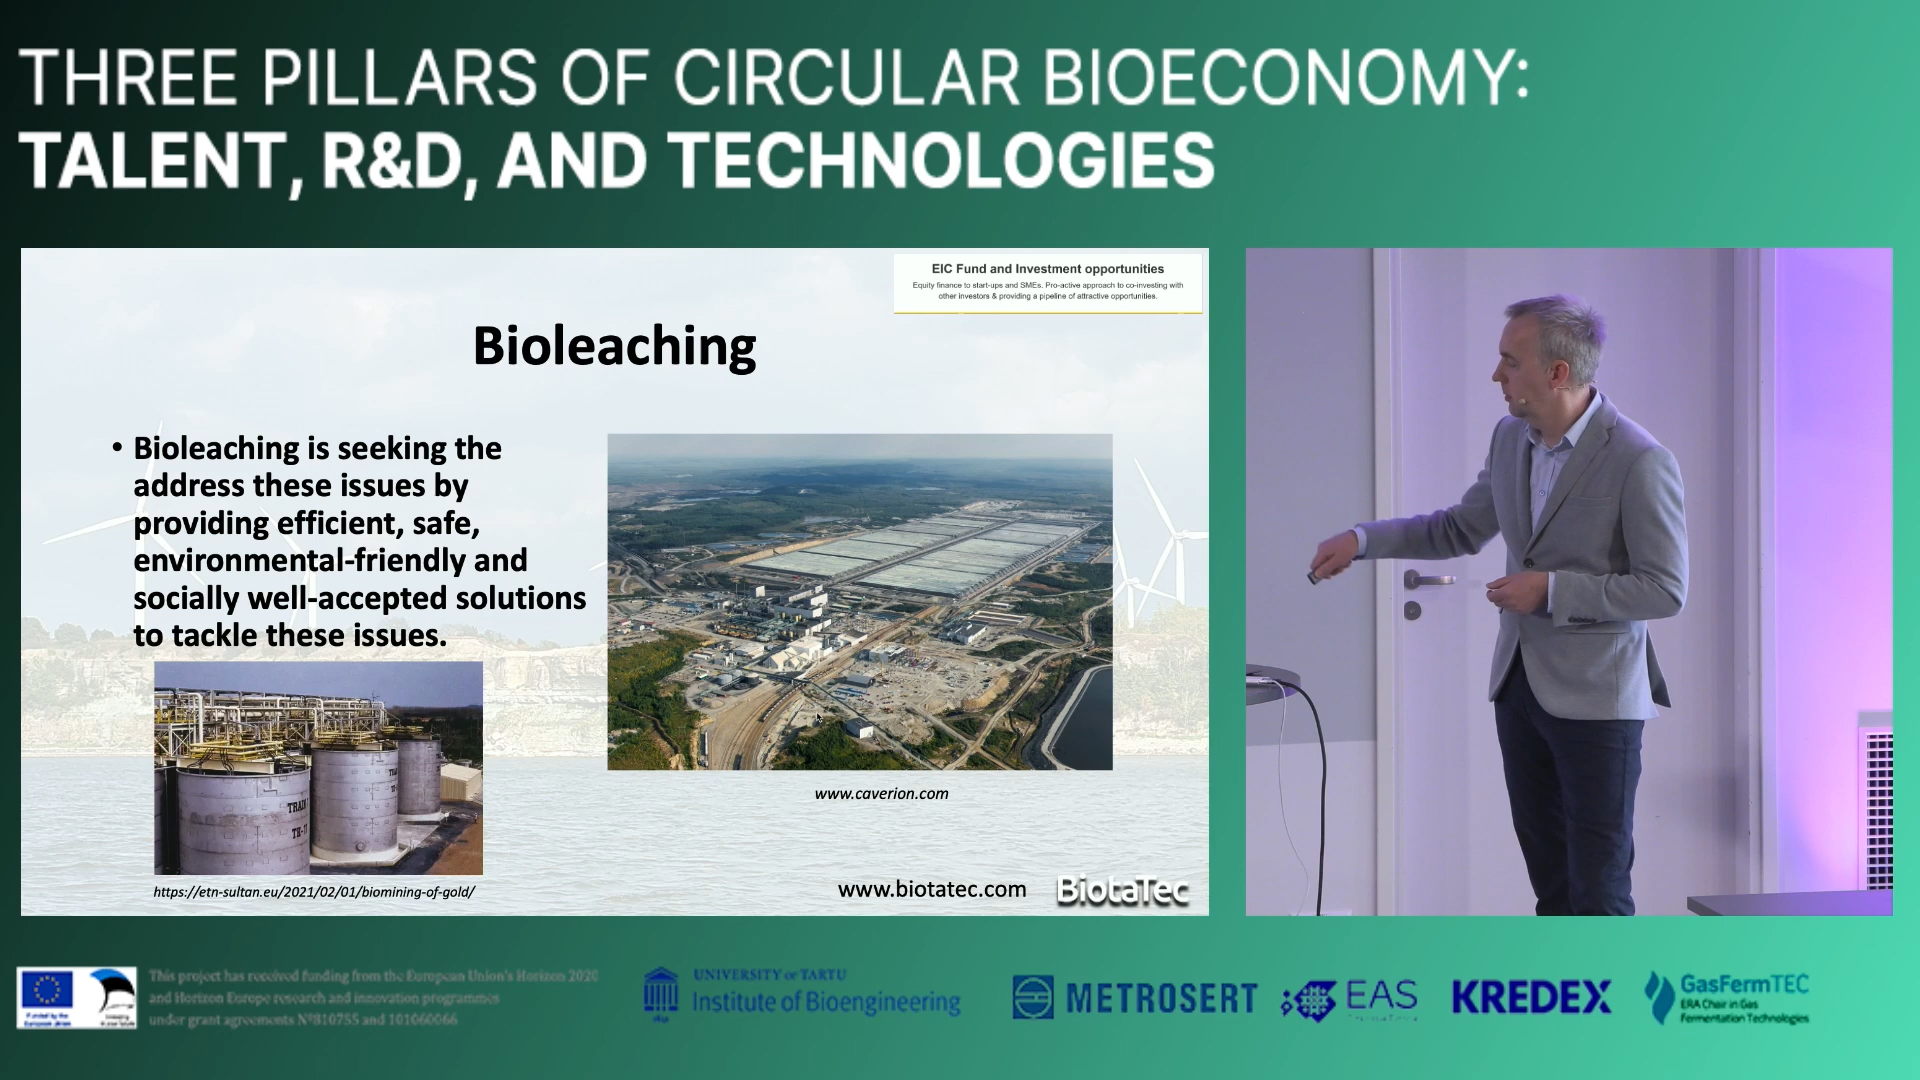 THREE PILLARS OF CIRCULAR BIOECONOMY:
TALENT, R&D, AND TECHNOLOGIES
EIC Fund and Investment opportunities
Equity finance to start-ups and SMEs. Pro-active approach to co-investing with
other investors & providing a pipeline of attractive opportunities.
Bioleaching
• Bioleaching is seeking the
address these issues by
providing efficient, safe,
environmental-friendly and
socially well-accepted solutions
to tackle these issues.
TRAIN
www.caverion.com
https://etn-sultan.eu/2021/02/01/biomining-of-gold/
www.biotatec.com
BiotaTec
This project has received funding from the European Union's Horizon 2020
and Horizon Europe research and innovation programmes
under grant agreements Nº810755 and 101060066
UNIVERSITY OF TARTU
Institute of Bioengineering
METROSERT
EAS
KREDEX
GasFermTEC
ERA Chair in Gas
Fermentation Technologies